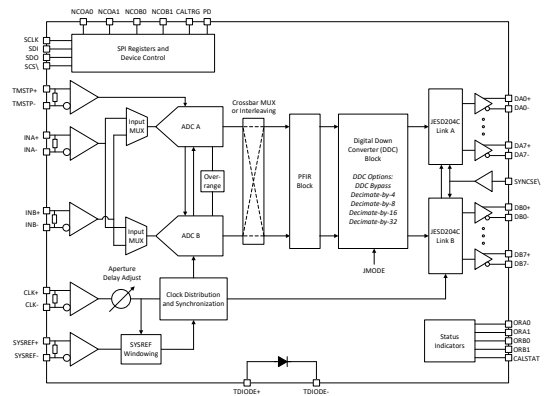 NCOA0 NCOA1 NCOB0 NCOB1 CALTRG PD
SCLK
SDI
SDO
SCS\
SPI Registers and
Device Control
TMSTP+
TMSTP-
INA+
INA-
Input
MUX
ADC A
Crossbar MUX
or Interleaving
Over-
range
INB+
INB-
Input
MUX
ADC B
PFIR
Block
Digital Down
Converter (DDC)
Block
DDC Options:
DDC Bypass
Decimate-by-4
Decimate-by-8
Decimate-by-16
Decimate-by-32
JMODE
JESD204C
Link A
DA0+
DA0-
DA7+
DA7-
SYNCSE\
JESD204C
Link B
DB0+
DB0-
DB7+
DB7-
CLK+
CLK-
Aperture
Delay Adjust
Clock Distribution
and Synchronization
SYSREF+
SYSREF-
SYSREF
Windowing
Status
Indicators
ORA0
ORA1
ORB0
ORB1
CALSTAT
TDIODE+ TDIODE-